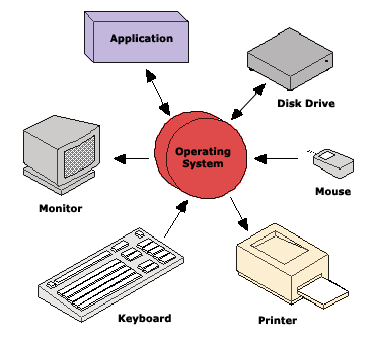 Application
Disk Drive
Operating
System
Monitor
Mouse
Keyboard
Printer